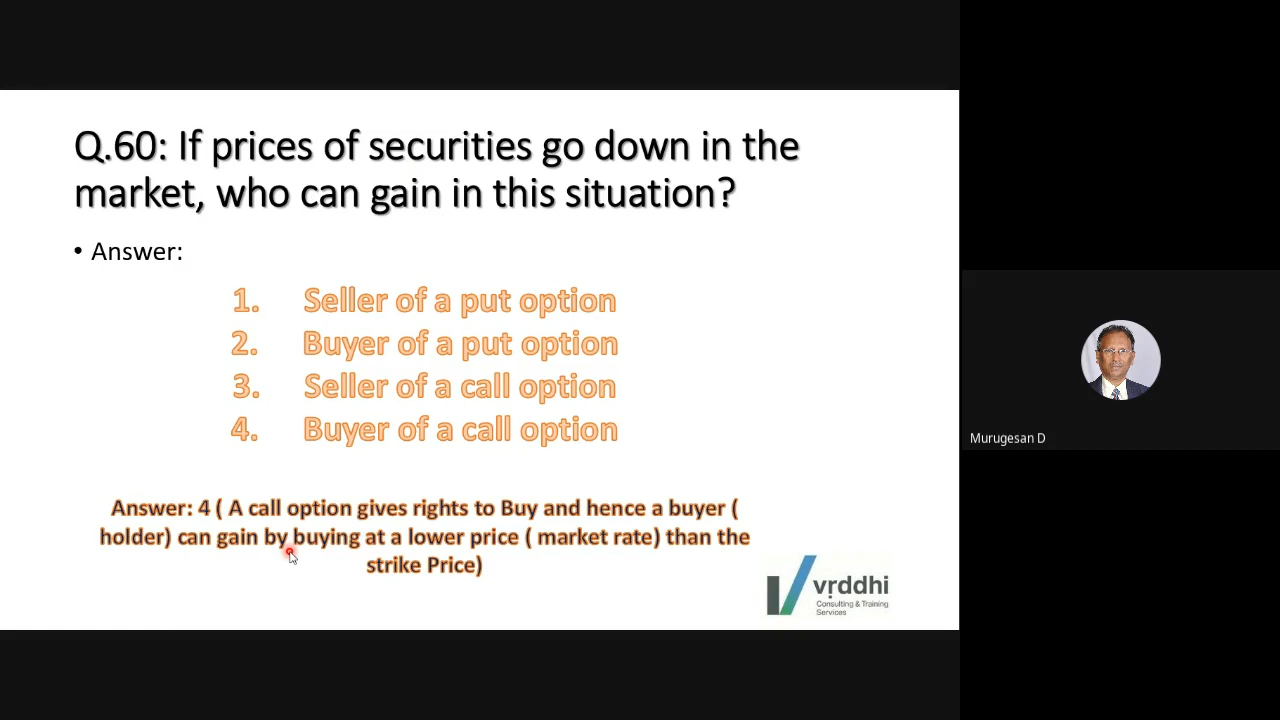 Q.60: If prices of securities go down in the
market, who can gain in this situation?
• Answer:
1. Seller of a put option
2. Buyer of a put option
3. Seller of a call option
4. Buyer of a call option
Answer: 4 ( A call option gives rights to Buy and hence a buyer (
holder) can gain by buying at a lower price ( market rate) than the
strike Price)
vṛddhi
Consulting & Training
Services
Murugesan D